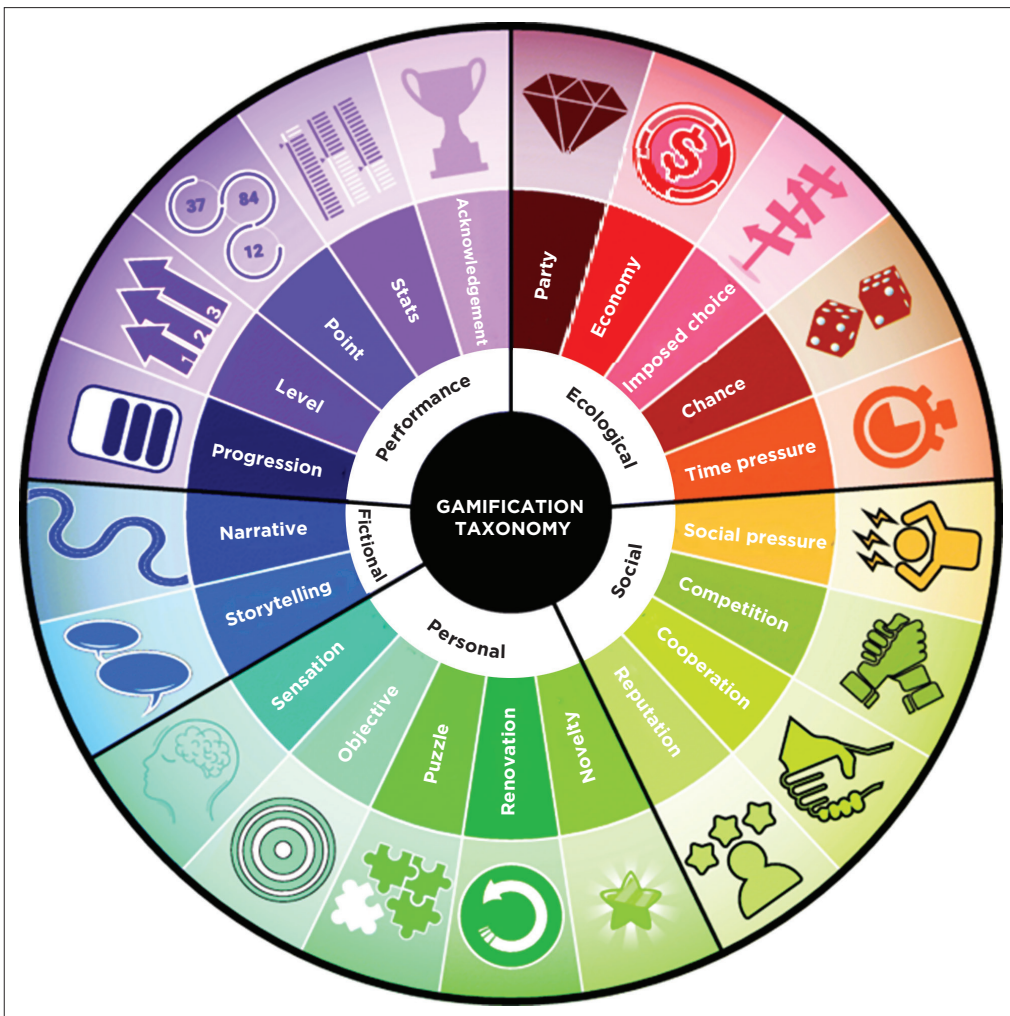 GAMIFICATION
TAXONOMY
Performance
Ecological
Social
Personal
Fictional
Party
Economy
Imposed choice
Chance
Time pressure
Social pressure
Competition
Cooperation
Reputation
Novelty
Renovation
Puzzle
Objective
Sensation
Storytelling
Narrative
Progression
Level
Point
Stats
Acknowledgement
$
1
2
3
37
84
12